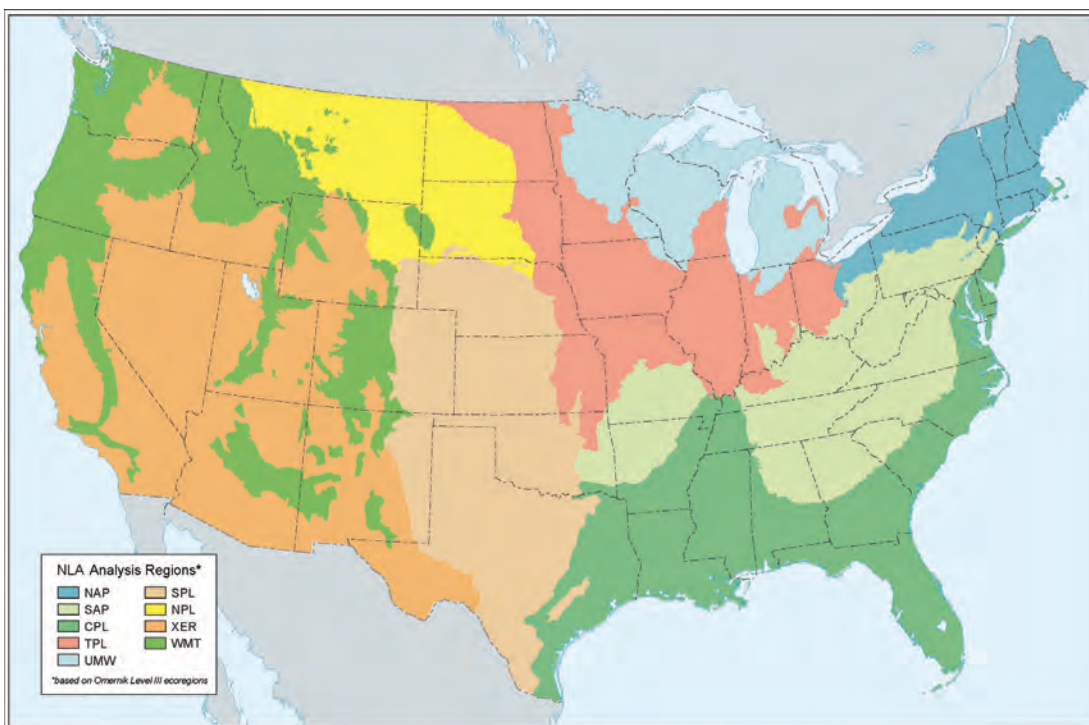 NLA Analysis Regions*
NAP
SPL
SAP
NPL
CPL
XER
TPL
WMT
UMW
*based on Omernik Level III ecoregions